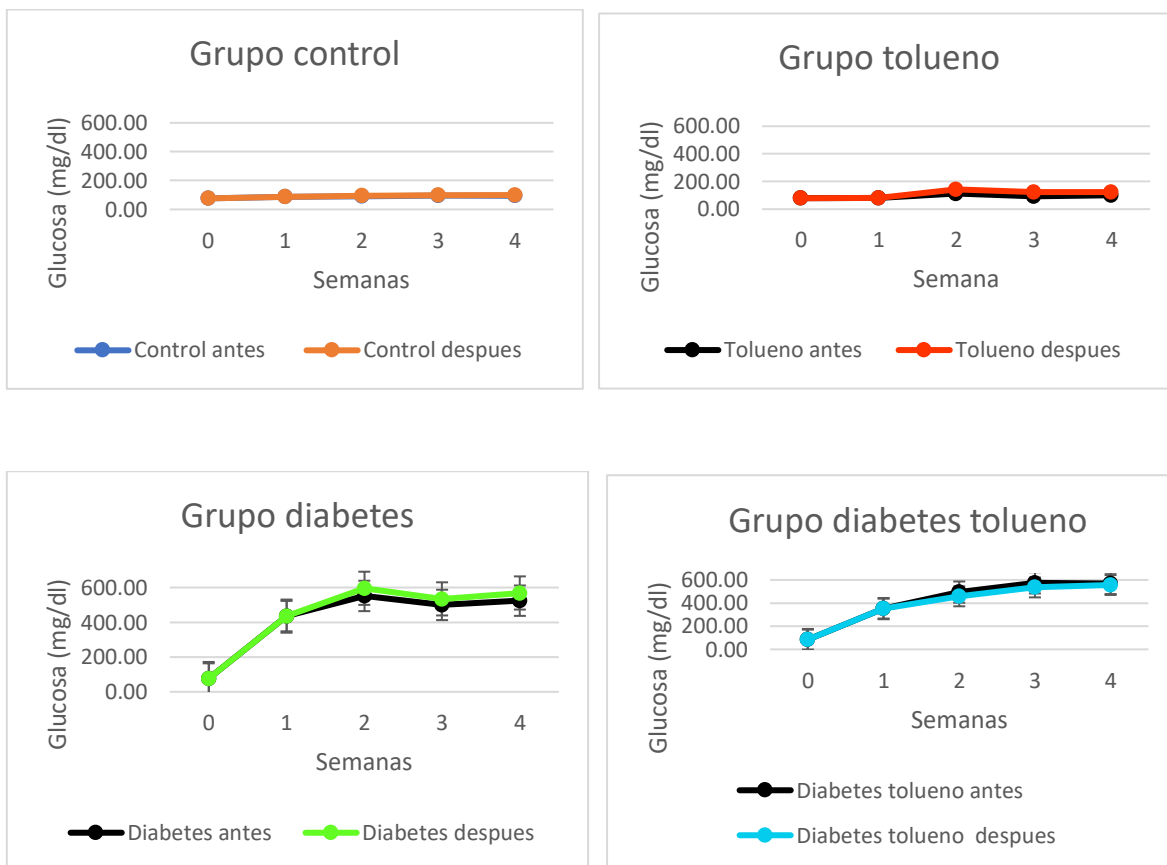 Grupo control
Glucosa (mg/dl)
600.00
400.00
200.00
0.00
0 1 2 3 4
Semanas
Control antes Control despues
Grupo tolueno
Glucosa (mg/dl)
600.00
400.00
200.00
0.00
0 1 2 3 4
Semana
Tolueno antes Tolueno despues
Grupo diabetes
Glucosa (mg/dl)
600.00
400.00
200.00
0.00
0 1 2 3 4
Semanas
Diabetes antes Diabetes despues
Grupo diabetes tolueno
Glucosa (mg/dl)
600.00
400.00
200.00
0.00
0 1 2 3 4
Semanas
Diabetes tolueno antes
Diabetes tolueno despues